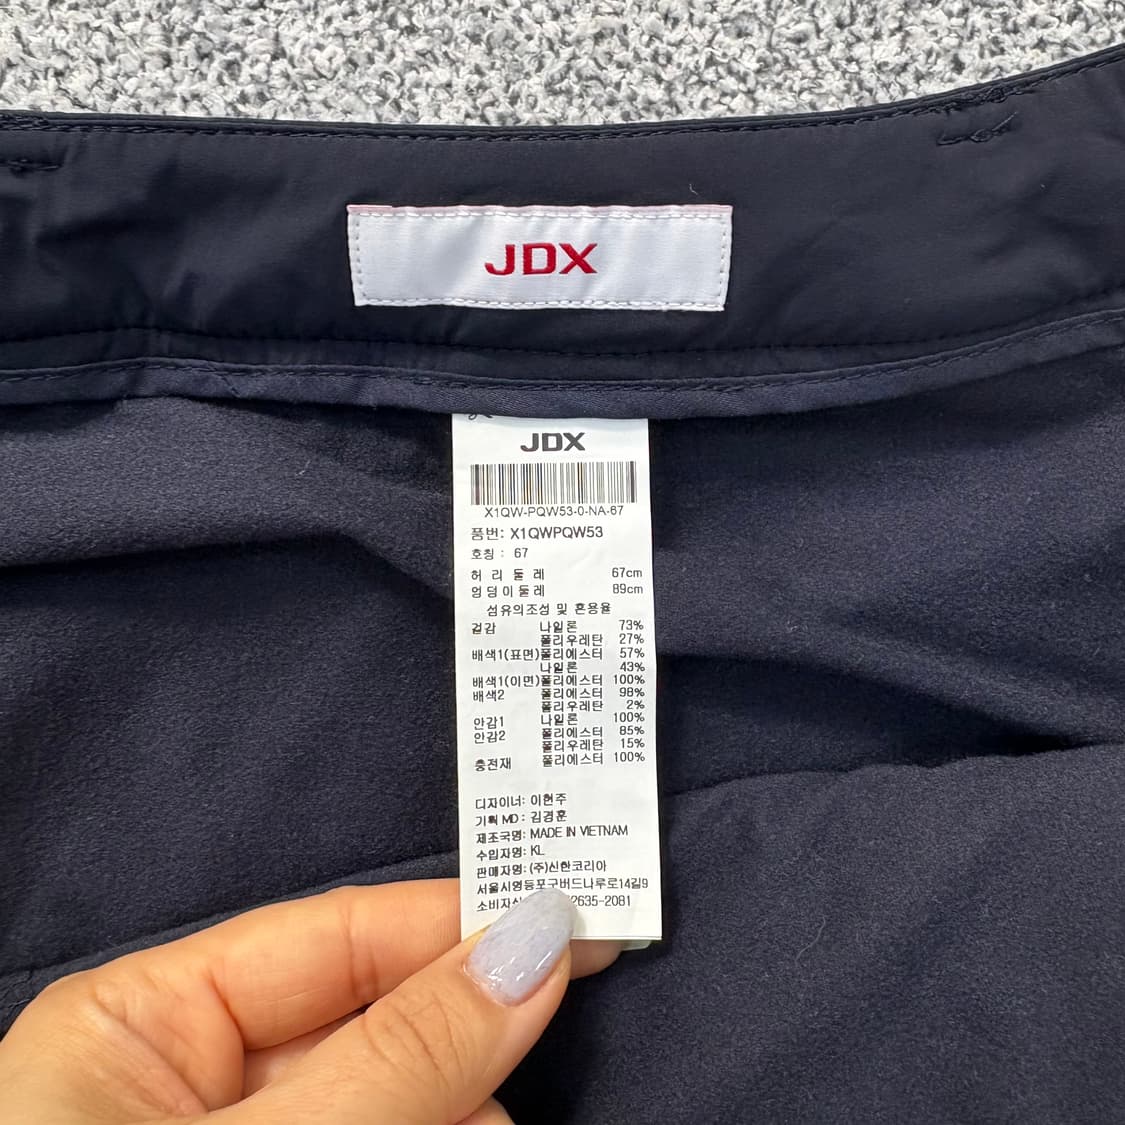 JDX
JDX
X1QW-PQW53-0-NA-67
품번: X1QWPQW53
호칭 : 67
허 리 둘 레 67cm
엉덩이둘레 89cm
섬유의조성 및 혼용율
겉감 나일론 73%
폴리우레탄 27%
배색1(표면)폴리에스터 57%
나일론 43%
배색1(이면)폴리에스터 100%
배색2 폴리에스터 98%
폴리우레탄 2%
안감1 나일론 100%
안감2 폴리에스터 85%
폴리우레탄 15%
충전재 폴리에스터 100%
디자이너: 이현주
기획 MD : 김경훈
제조국명: MADE IN VIETNAM
수입자명: KL
판매자명: (주)신한코리아
서울시영등포구버드나루로14길9
소비자 2635-2081